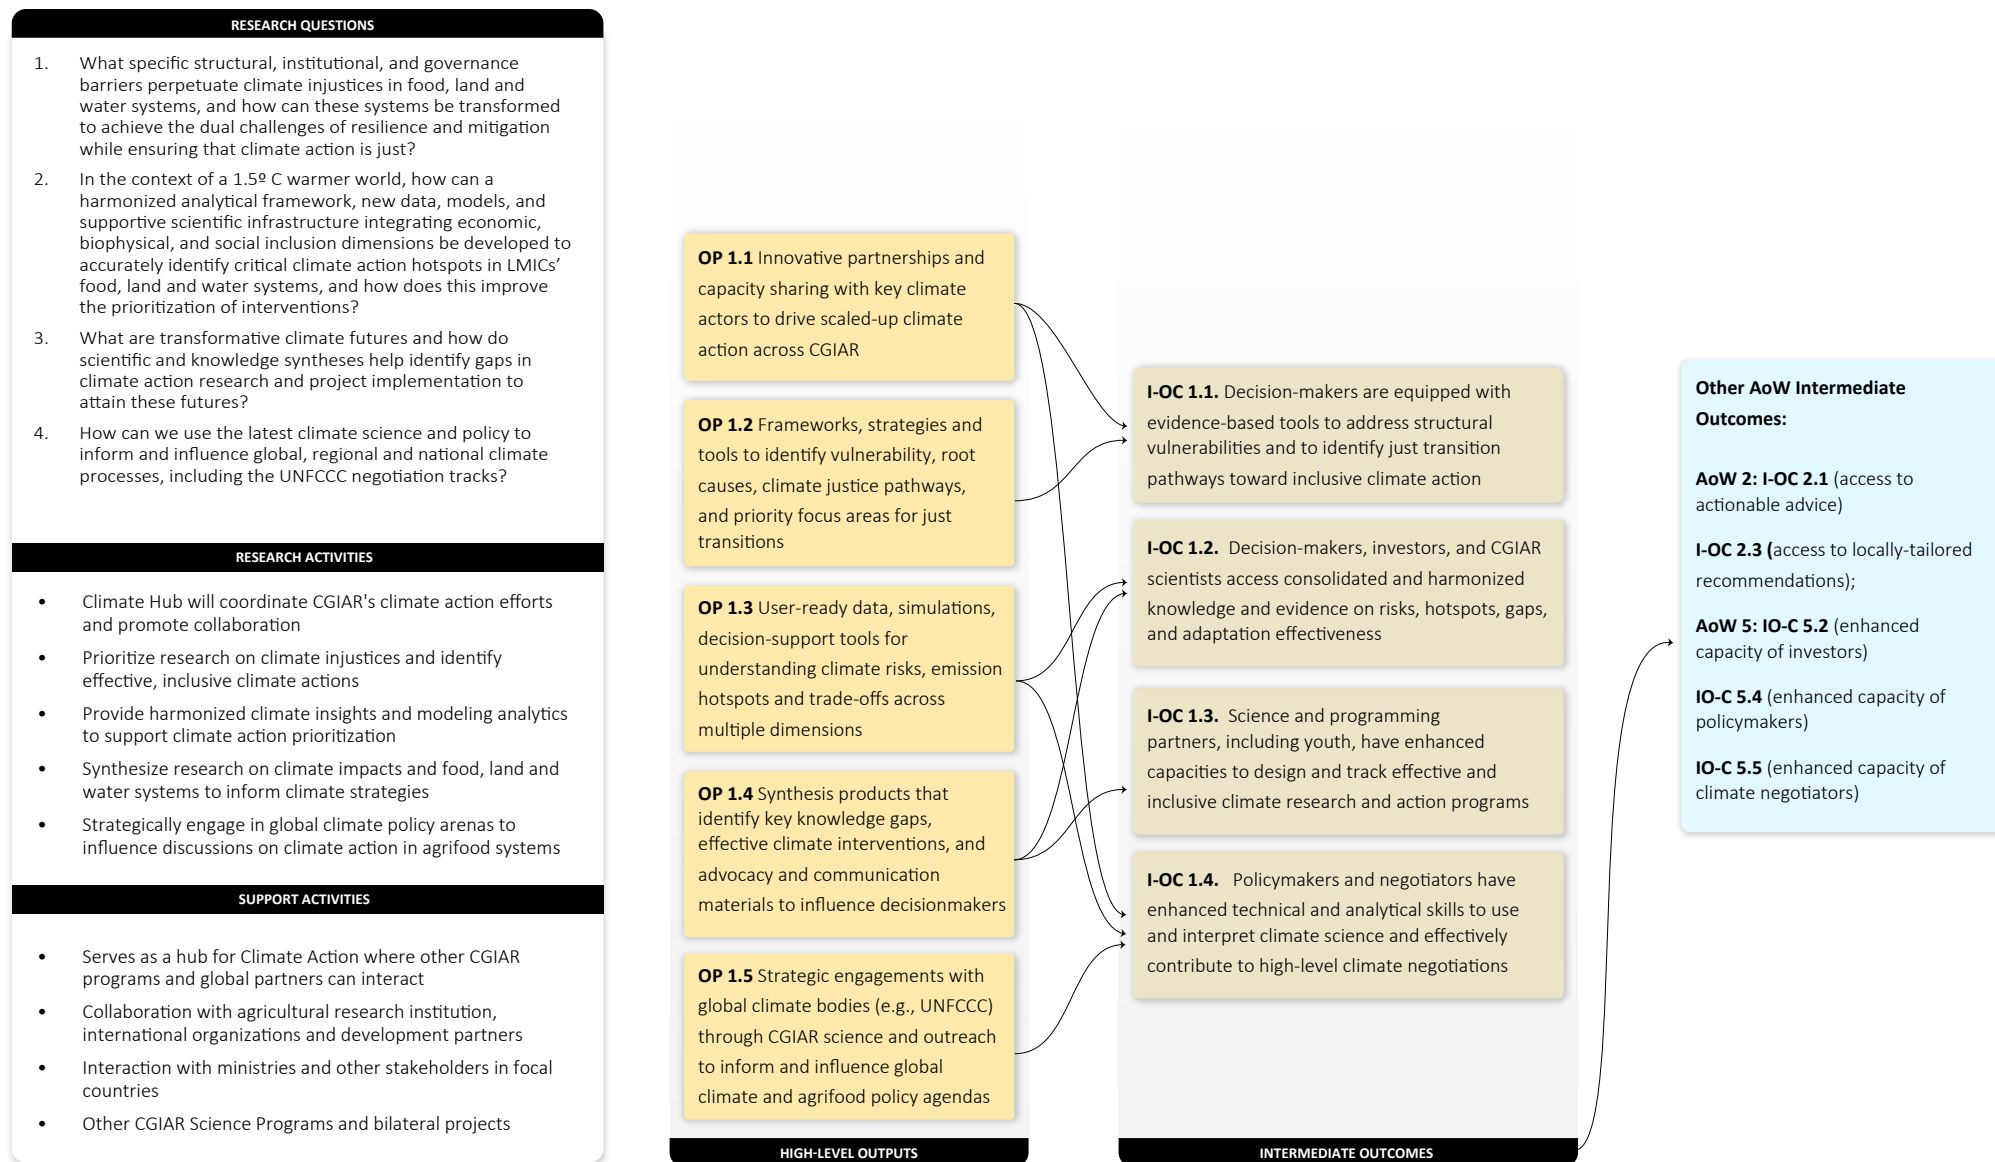 RESEARCH QUESTIONS
1. What specific structural, institutional, and governance
barriers perpetuate climate injustices in food, land and
water systems, and how can these systems be transformed
to achieve the dual challenges of resilience and mitigation
while ensuring that climate action is just?
2. In the context of a 1.5º C warmer world, how can a
harmonized analytical framework, new data, models, and
supportive scientific infrastructure integrating economic,
biophysical, and social inclusion dimensions be developed to
accurately identify critical climate action hotspots in LMICs’
food, land and water systems, and how does this improve
the prioritization of interventions?
3. What are transformative climate futures and how do
scientific and knowledge syntheses help identify gaps in
climate action research and project implementation to
attain these futures?
4. How can we use the latest climate science and policy to
inform and influence global, regional and national climate
processes, including the UNFCCC negotiation tracks?
RESEARCH ACTIVITIES
• Climate Hub will coordinate CGIAR's climate action efforts
and promote collaboration
• Prioritize research on climate injustices and identify
effective, inclusive climate actions
• Provide harmonized climate insights and modeling analytics
to support climate action prioritization
• Synthesize research on climate impacts and food, land and
water systems to inform climate strategies
• Strategically engage in global climate policy arenas to
influence discussions on climate action in agrifood systems
SUPPORT ACTIVITIES
• Serves as a hub for Climate Action where other CGIAR
programs and global partners can interact
• Collaboration with agricultural research institution,
international organizations and development partners
• Interaction with ministries and other stakeholders in focal
countries
• Other CGIAR Science Programs and bilateral projects
OP 1.1 Innovative partnerships and
capacity sharing with key climate
actors to drive scaled-up climate
action across CGIAR
OP 1.2 Frameworks, strategies and
tools to identify vulnerability, root
causes, climate justice pathways,
and priority focus areas for just
transitions
OP 1.3 User-ready data, simulations,
decision-support tools for
understanding climate risks, emission
hotspots and trade-offs across
multiple dimensions
OP 1.4 Synthesis products that
identify key knowledge gaps,
effective climate interventions, and
advocacy and communication
materials to influence decisionmakers
OP 1.5 Strategic engagements with
global climate bodies (e.g., UNFCCC)
through CGIAR science and outreach
to inform and influence global
climate and agrifood policy agendas
HIGH-LEVEL OUTPUTS
I-OC 1.1. Decision-makers are equipped with
evidence-based tools to address structural
vulnerabilities and to identify just transition
pathways toward inclusive climate action
I-OC 1.2. Decision-makers, investors, and CGIAR
scientists access consolidated and harmonized
knowledge and evidence on risks, hotspots, gaps,
and adaptation effectiveness
I-OC 1.3. Science and programming
partners, including youth, have enhanced
capacities to design and track effective and
inclusive climate research and action programs
I-OC 1.4. Policymakers and negotiators have
enhanced technical and analytical skills to use
and interpret climate science and effectively
contribute to high-level climate negotiations
INTERMEDIATE OUTCOMES
Other AoW Intermediate
Outcomes:
AoW 2: I-OC 2.1 (access to
actionable advice)
I-OC 2.3 (access to locally-tailored
recommendations);
AoW 5: IO-C 5.2 (enhanced
capacity of investors)
IO-C 5.4 (enhanced capacity of
policymakers)
IO-C 5.5 (enhanced capacity of
climate negotiators)